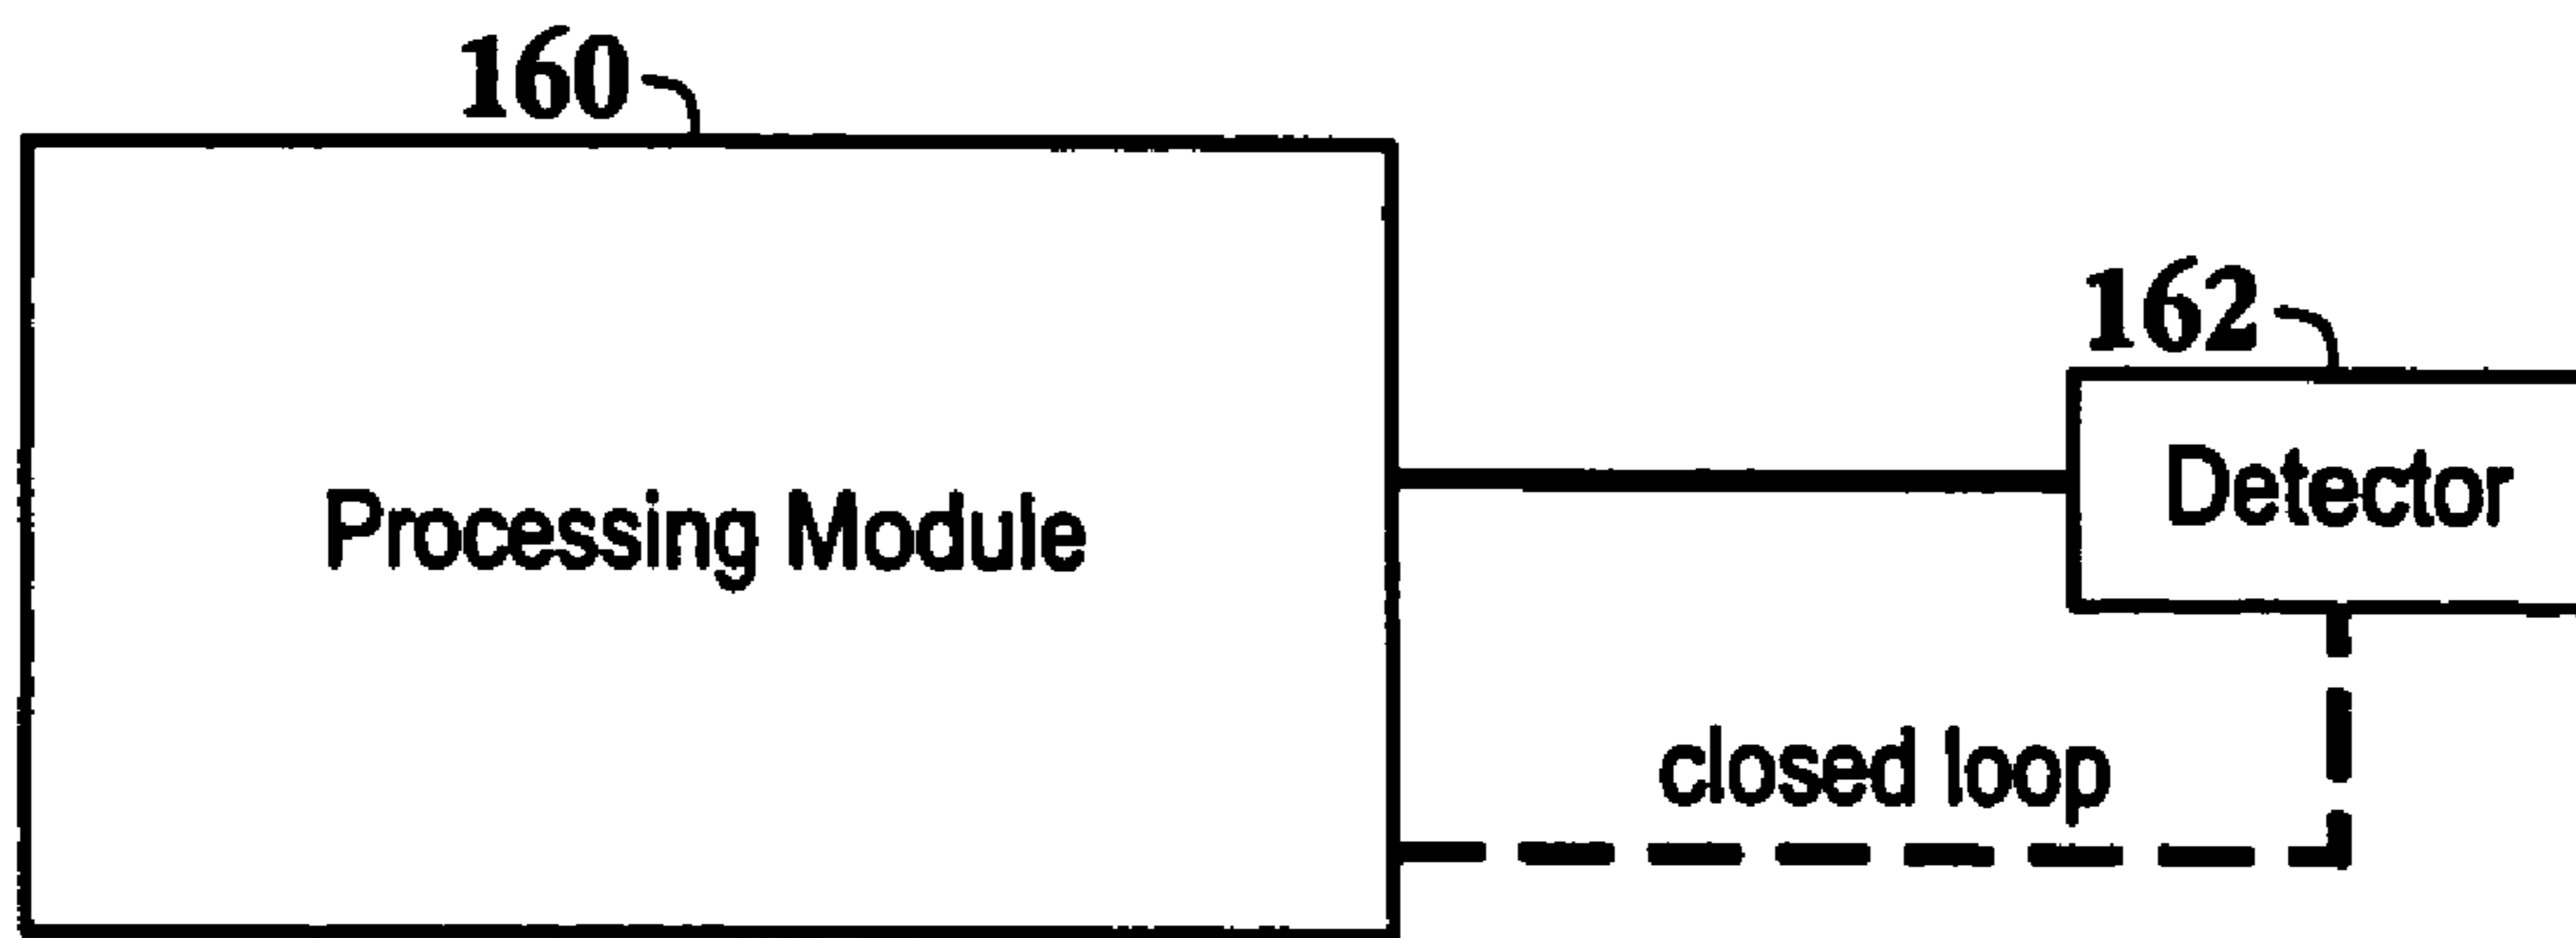 160
162
Detector
Processing Module
closed loop